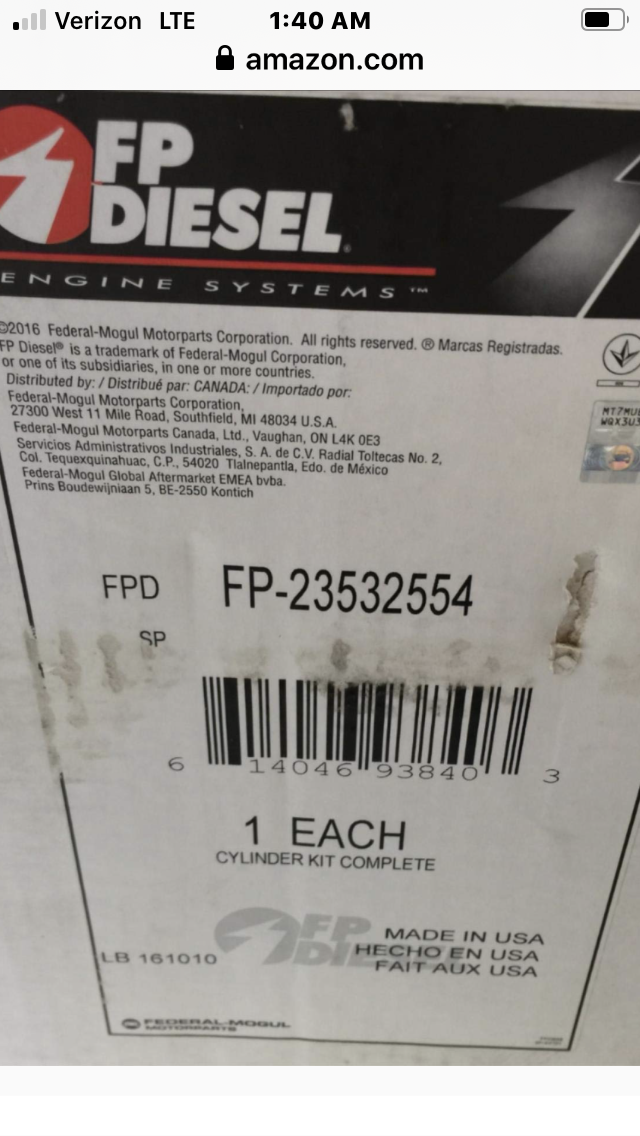 Verizon LTE 1:40 AM
amazon.com
FP
DIESEL
ENGINE SYSTEMS™
©2016 Federal-Mogul Motorparts Corporation. All rights reserved. ® Marcas Registradas.
FP Diesel® is a trademark of Federal-Mogul Corporation,
or one of its subsidiaries, in one or more countries.
Distributed by: / Distribué par: CANADA: / Importado por:
Federal-Mogul Motorparts Corporation,
27300 West 11 Mile Road, Southfield, MI 48034 U.S.A.
Federal-Mogul Motorparts Canada, Ltd., Vaughan, ON L4K 0E3
Servicios Administrativos Industriales, S. A. de C.V. Radial Toltecas No. 2,
Col. Tequexquinahuac, C.P., 54020 Tlalnepantla, Edo. de México
Federal-Mogul Global Aftermarket EMEA bvba.
Prins Boudewijnlaan 5, BE-2550 Kontich
FPD FP-23532554
SP
6 14046 93840 3
1 EACH
CYLINDER KIT COMPLETE
FP
MADE IN USA
HECHO EN USA
FAIT AUX USA
LB 161010
FEDERAL-MOGUL
MOTORPARTS